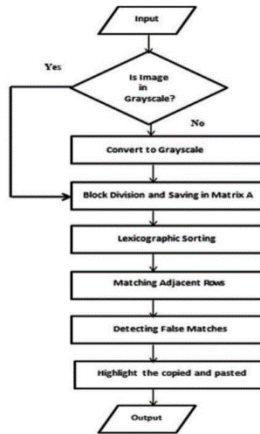 Input
Yes
Is Image
in
Grayscale?
No
Convert to Grayscale
Block Division and Saving in Matrix A
Lexicographic Sorting
Matching Adjacent Rows
Detecting False Matches
Highlight the copied and pasted
Output